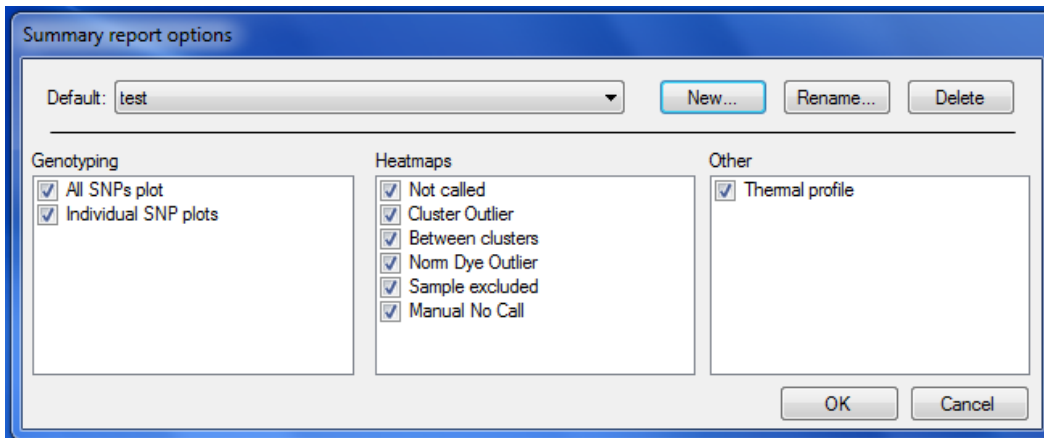 Summary report options
Default: test New... Rename... Delete
Genotyping Heatmaps Other
All SNPs plot Not called Thermal profile
Individual SNP plots Cluster Outlier
Between clusters
Norm Dye Outlier
Sample excluded
Manual No Call
OK Cancel